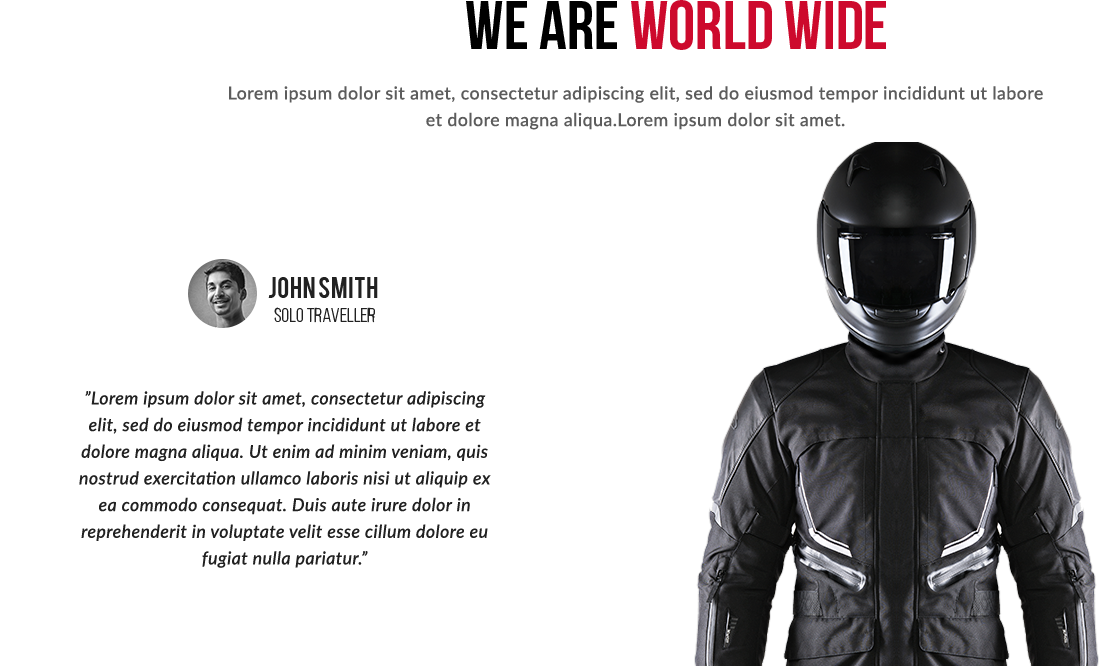 WE ARE WORLD WIDE
Lorem ipsum dolor sit amet, consectetur adipiscing elit, sed do eiusmod tempor incididunt ut labore
et dolore magna aliqua.Lorem ipsum dolor sit amet.
JOHN SMITH
SOLO TRAVELLER
”Lorem ipsum dolor sit amet, consectetur adipiscing
elit, sed do eiusmod tempor incididunt ut labore et
dolore magna aliqua. Ut enim ad minim veniam, quis
nostrud exercitation ullamco laboris nisi ut aliquip ex
ea commodo consequat. Duis aute irure dolor in
reprehenderit in voluptate velit esse cillum dolore eu
fugiat nulla pariatur.”